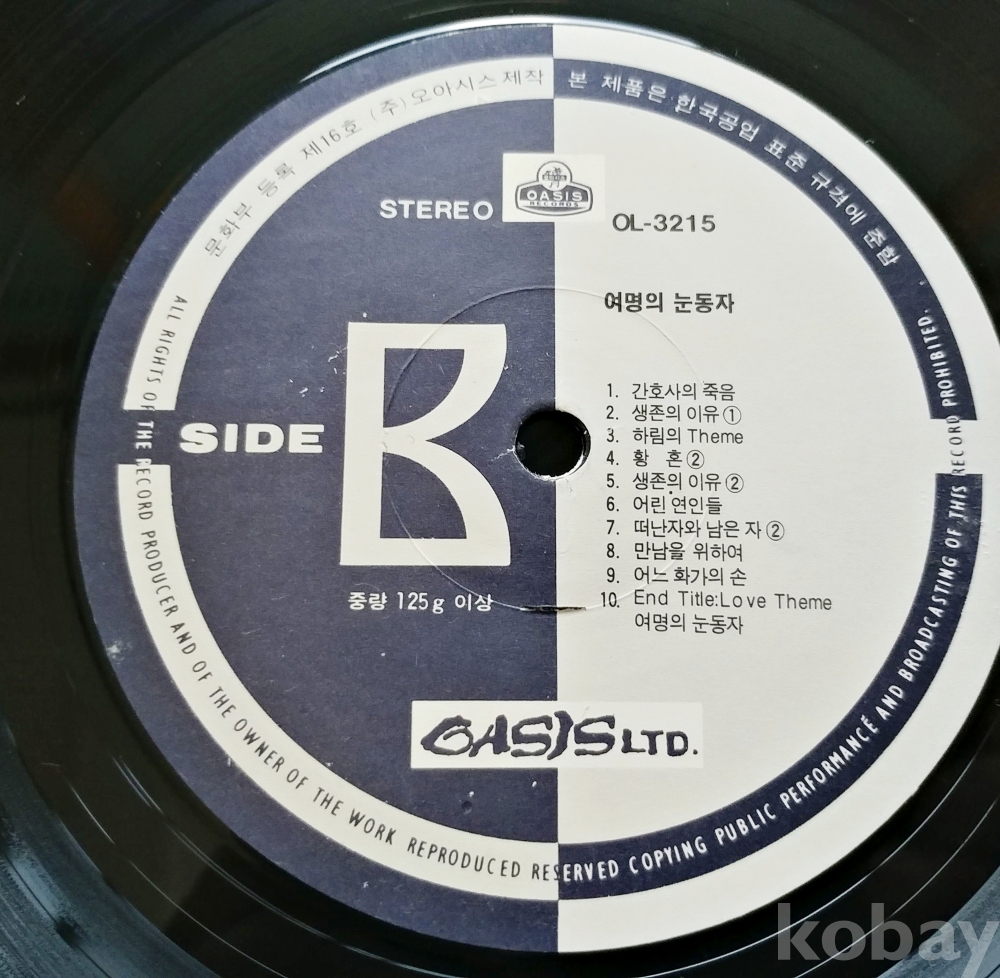 문화부 등록 제16호 (주)오아시스 제작 본 제품은 한국공업 표준 규격에 준함
OASIS
RECORDS
STEREO
OL-3215
여명의 눈동자
SIDE
B
1. 간호사의 죽음
2. 생존의 이유①
3. 하림의 Theme
4. 황 혼②
5. 생존의 이유②
6. 어린 연인들
7. 떠난자와 남은 자②
8. 만남을 위하여
9. 어느 화가의 손
10. End Title:Love Theme
여명의 눈동자
중량 125g 이상
OASIS LTD.
ALL RIGHTS OF THE RECORD PRODUCER AND OF THE OWNER OF THE WORK REPRODUCED RESERVED COPYING PUBLIC PERFORMANCE AND BROADCASTING OF THIS RECORD PROHIBITED.
kobay